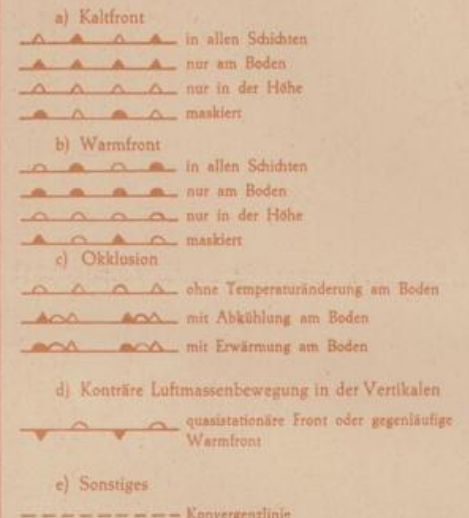 a) Kaltfront
in allen Schichten
nur am Boden
nur in der Höhe
maskiert
b) Warmfront
in allen Schichten
nur am Boden
nur in der Höhe
maskiert
c) Okklusion
ohne Temperaturänderung am Boden
mit Abkühlung am Boden
mit Erwärmung am Boden
d) Konträre Luftmassenbewegung in der Vertikalen
quasistationäre Front oder gegenläufige
Warmfront
e) Sonstiges
Konvergenzlinie